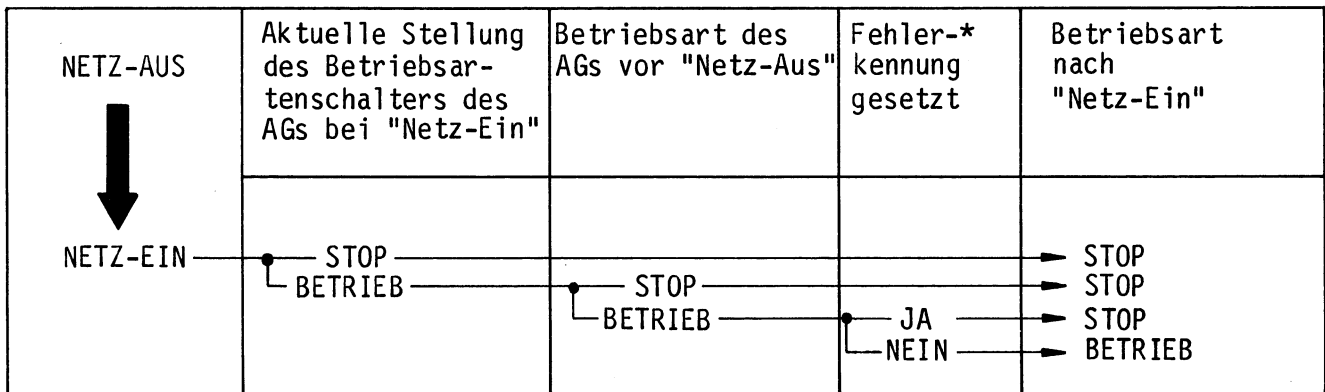 NETZ-AUS
Aktuelle Stellung
des Betriebsar-
tenschalters des
AGs bei "Netz-Ein"
Betriebsart des
AGs vor "Netz-Aus"
Fehler-*
kennung
gesetzt
Betriebsart
nach
"Netz-Ein"
NETZ-EIN STOP STOP
BETRIEB STOP STOP
BETRIEB JA STOP
NEIN BETRIEB